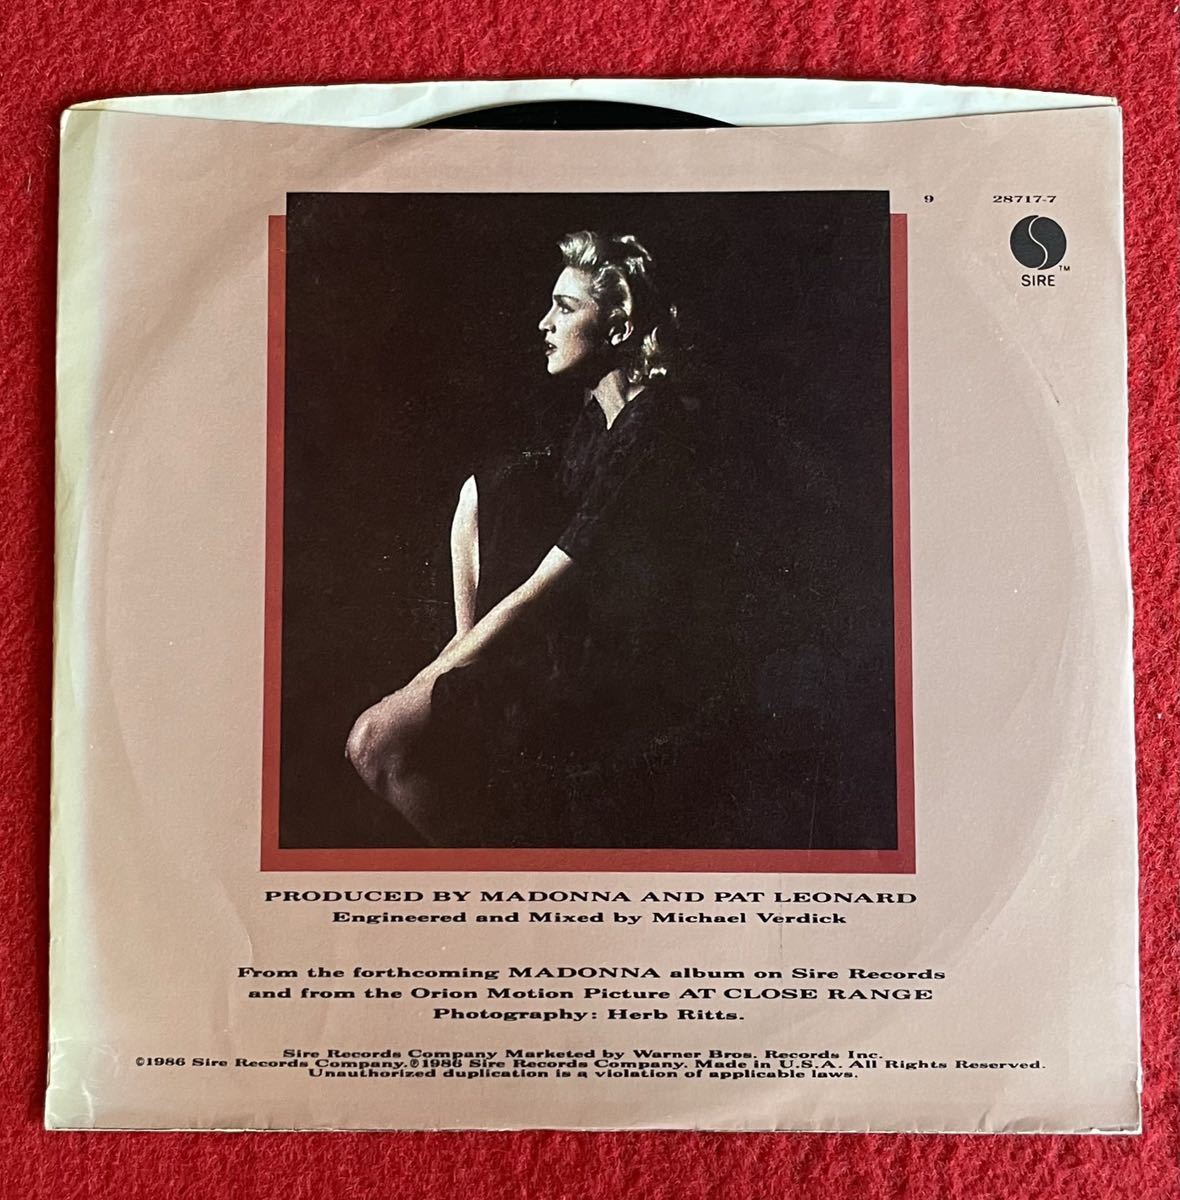 9 28717-7
SIRE TM
PRODUCED BY MADONNA AND PAT LEONARD
Engineered and Mixed by Michael Verdick
From the forthcoming MADONNA album on Sire Records
and from the Orion Motion Picture AT CLOSE RANGE
Photography: Herb Ritts.
Sire Records Company Marketed by Warner Bros. Records Inc.
©1986 Sire Records Company. ℗1986 Sire Records Company. Made in U.S.A. All Rights Reserved.
Unauthorized duplication is a violation of applicable laws.